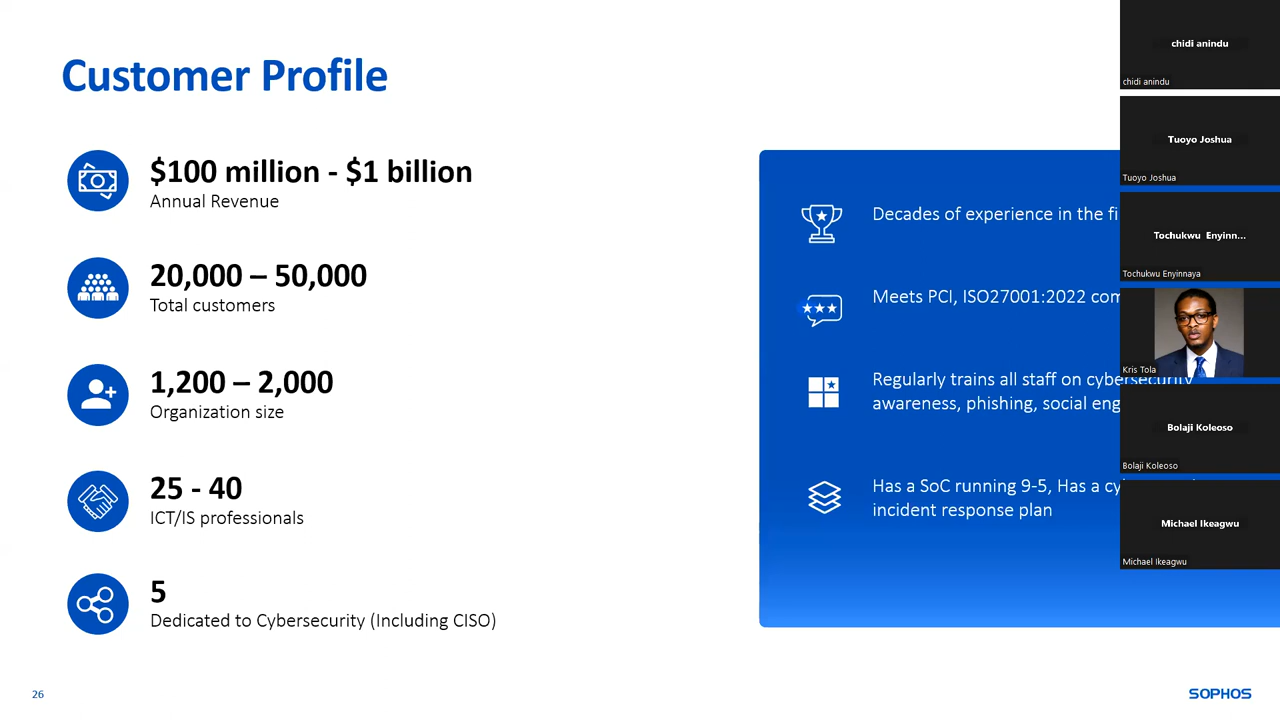 Customer Profile
$100 million - $1 billion
Annual Revenue
20,000 – 50,000
Total customers
1,200 – 2,000
Organization size
25 - 40
ICT/IS professionals
5
Dedicated to Cybersecurity (Including CISO)
Decades of experience in the
Meets PCI, ISO27001:2022
Regularly trains all staff on cybersecurity
awareness, phishing, social
Has a SoC running 9-5, Has a
incident response plan
chidi anindu
chidi anindu
Tuoyo Joshua
Tuoyo Joshua
Tochukwu Enyinn...
Tochukwu Enyinnaya
Kris Tola
Bolaji Koleoso
Bolaji Koleoso
Michael Ikeagwu
Michael Ikeagwu
26
SOPHOS